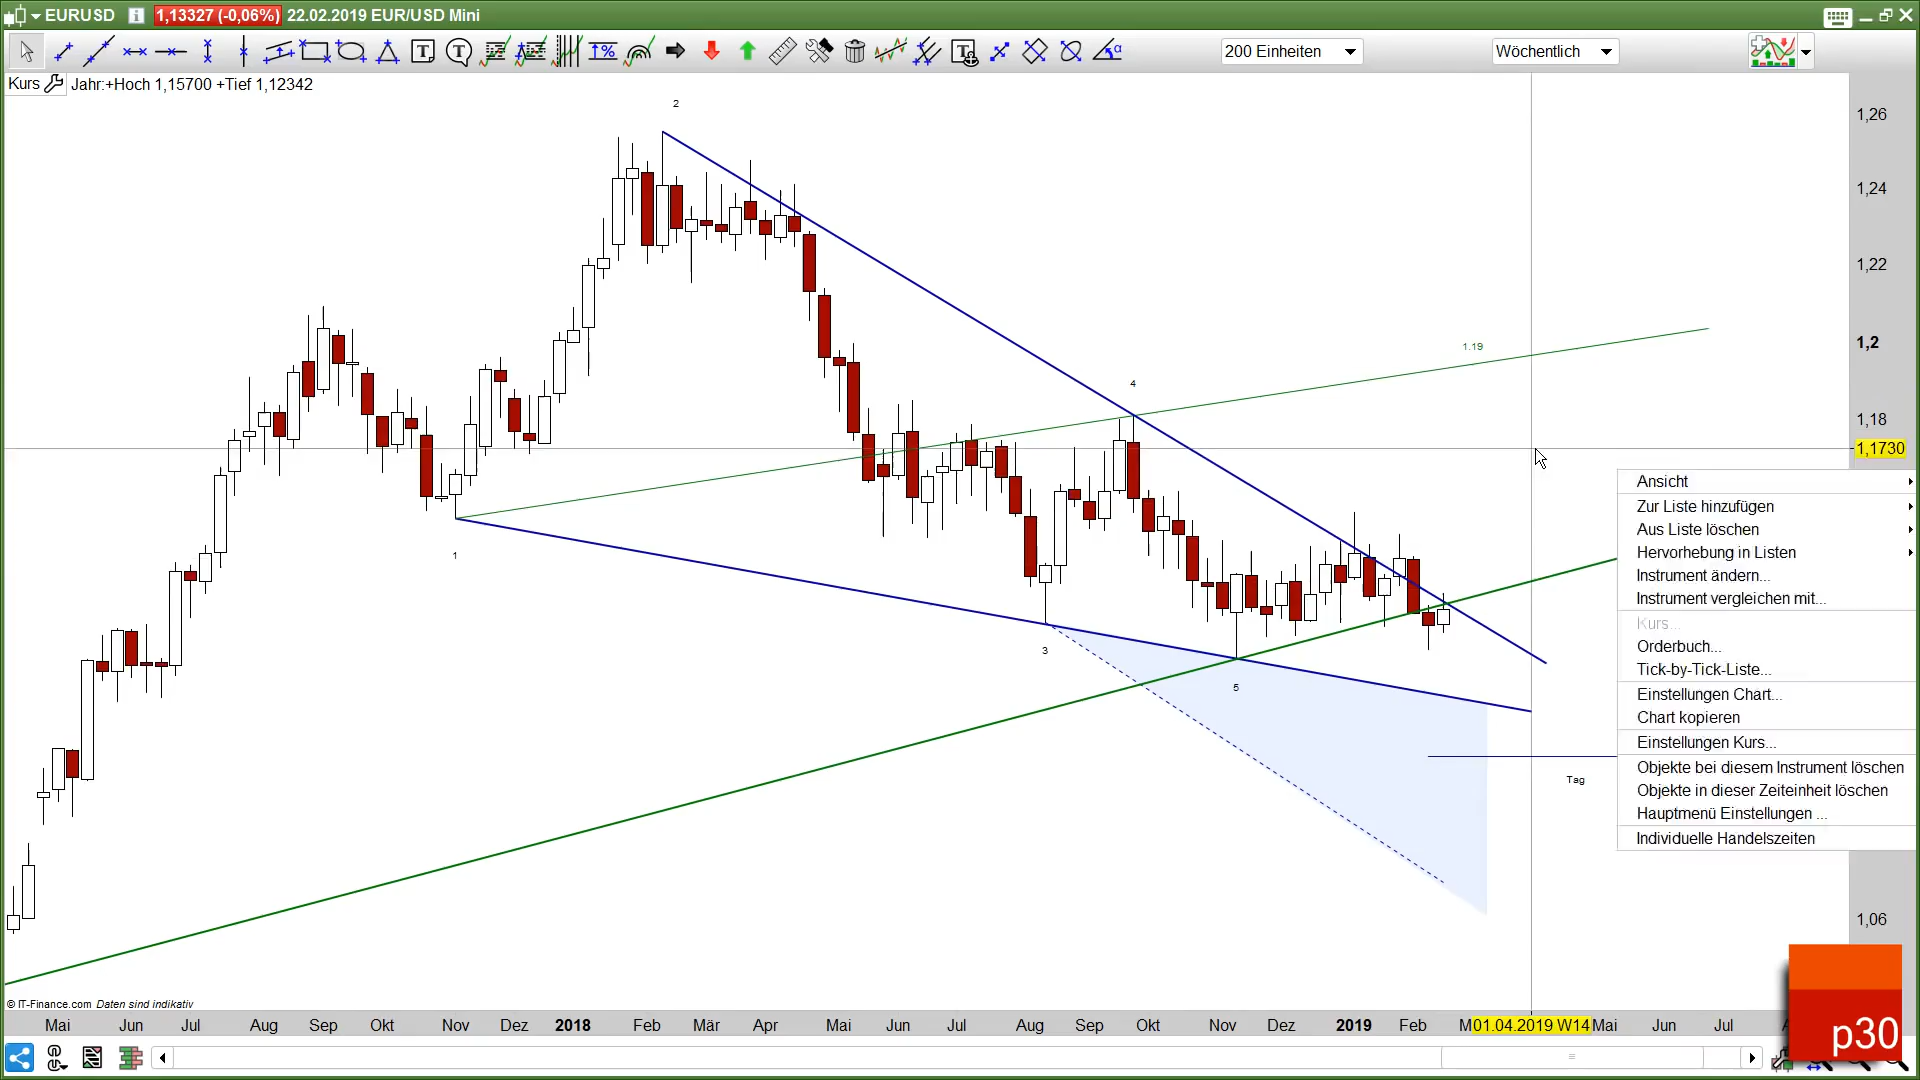 EURUSD 1,13327 (-0,06%) 22.02.2019 EUR/USD Mini
200 Einheiten
Wöchentlich
Kurs Jahr:+Hoch 1,15700 +Tief 1,12342
2
1,26
1,24
1,22
1.19
1,2
4
1,18
1,1730
Ansicht
Zur Liste hinzufügen
Aus Liste löschen
Hervorhebung in Listen
1
Instrument ändern...
Instrument vergleichen mit...
Kurs...
Orderbuch...
3
Tick-by-Tick-Liste...
5
Einstellungen Chart...
Chart kopieren
Einstellungen Kurs...
Objekte bei diesem Instrument löschen
Tag
Objekte in dieser Zeiteinheit löschen
Hauptmenü Einstellungen ...
Individuelle Handelszeiten
1,06
© IT-Finance.com Daten sind indikativ
Mai Jun Jul Aug Sep Okt Nov Dez 2018 Feb Mär Apr Mai Jun Jul Aug Sep Okt Nov Dez 2019 Feb M 01.04.2019 W14 Mai Jun Jul
p30